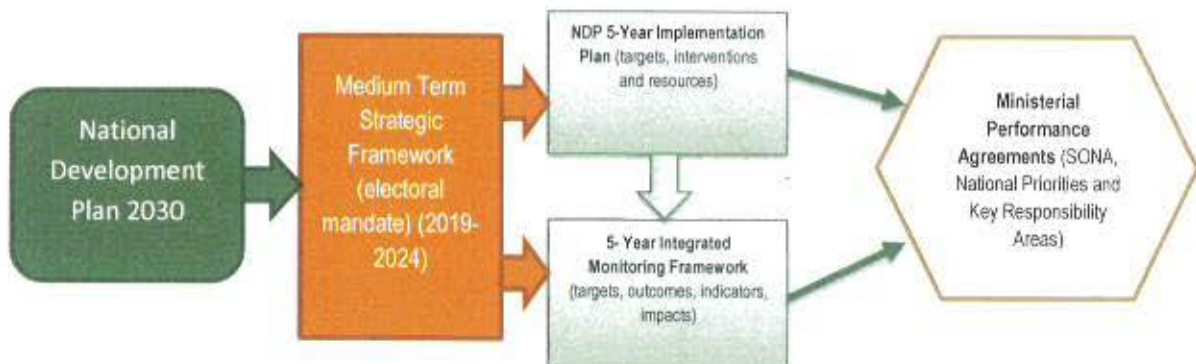 National
Development
Plan 2030
Medium Term
Strategic
Framework
(electoral
mandate) (2019-
2024)
NDP 5-Year Implementation
Plan (targets, interventions
and resources)
5- Year Integrated
Monitoring Framework
(targets, outcomes, indicators,
impacts)
Ministerial
Performance
Agreements (SONA,
National Priorities and
Key Responsibility
Areas)